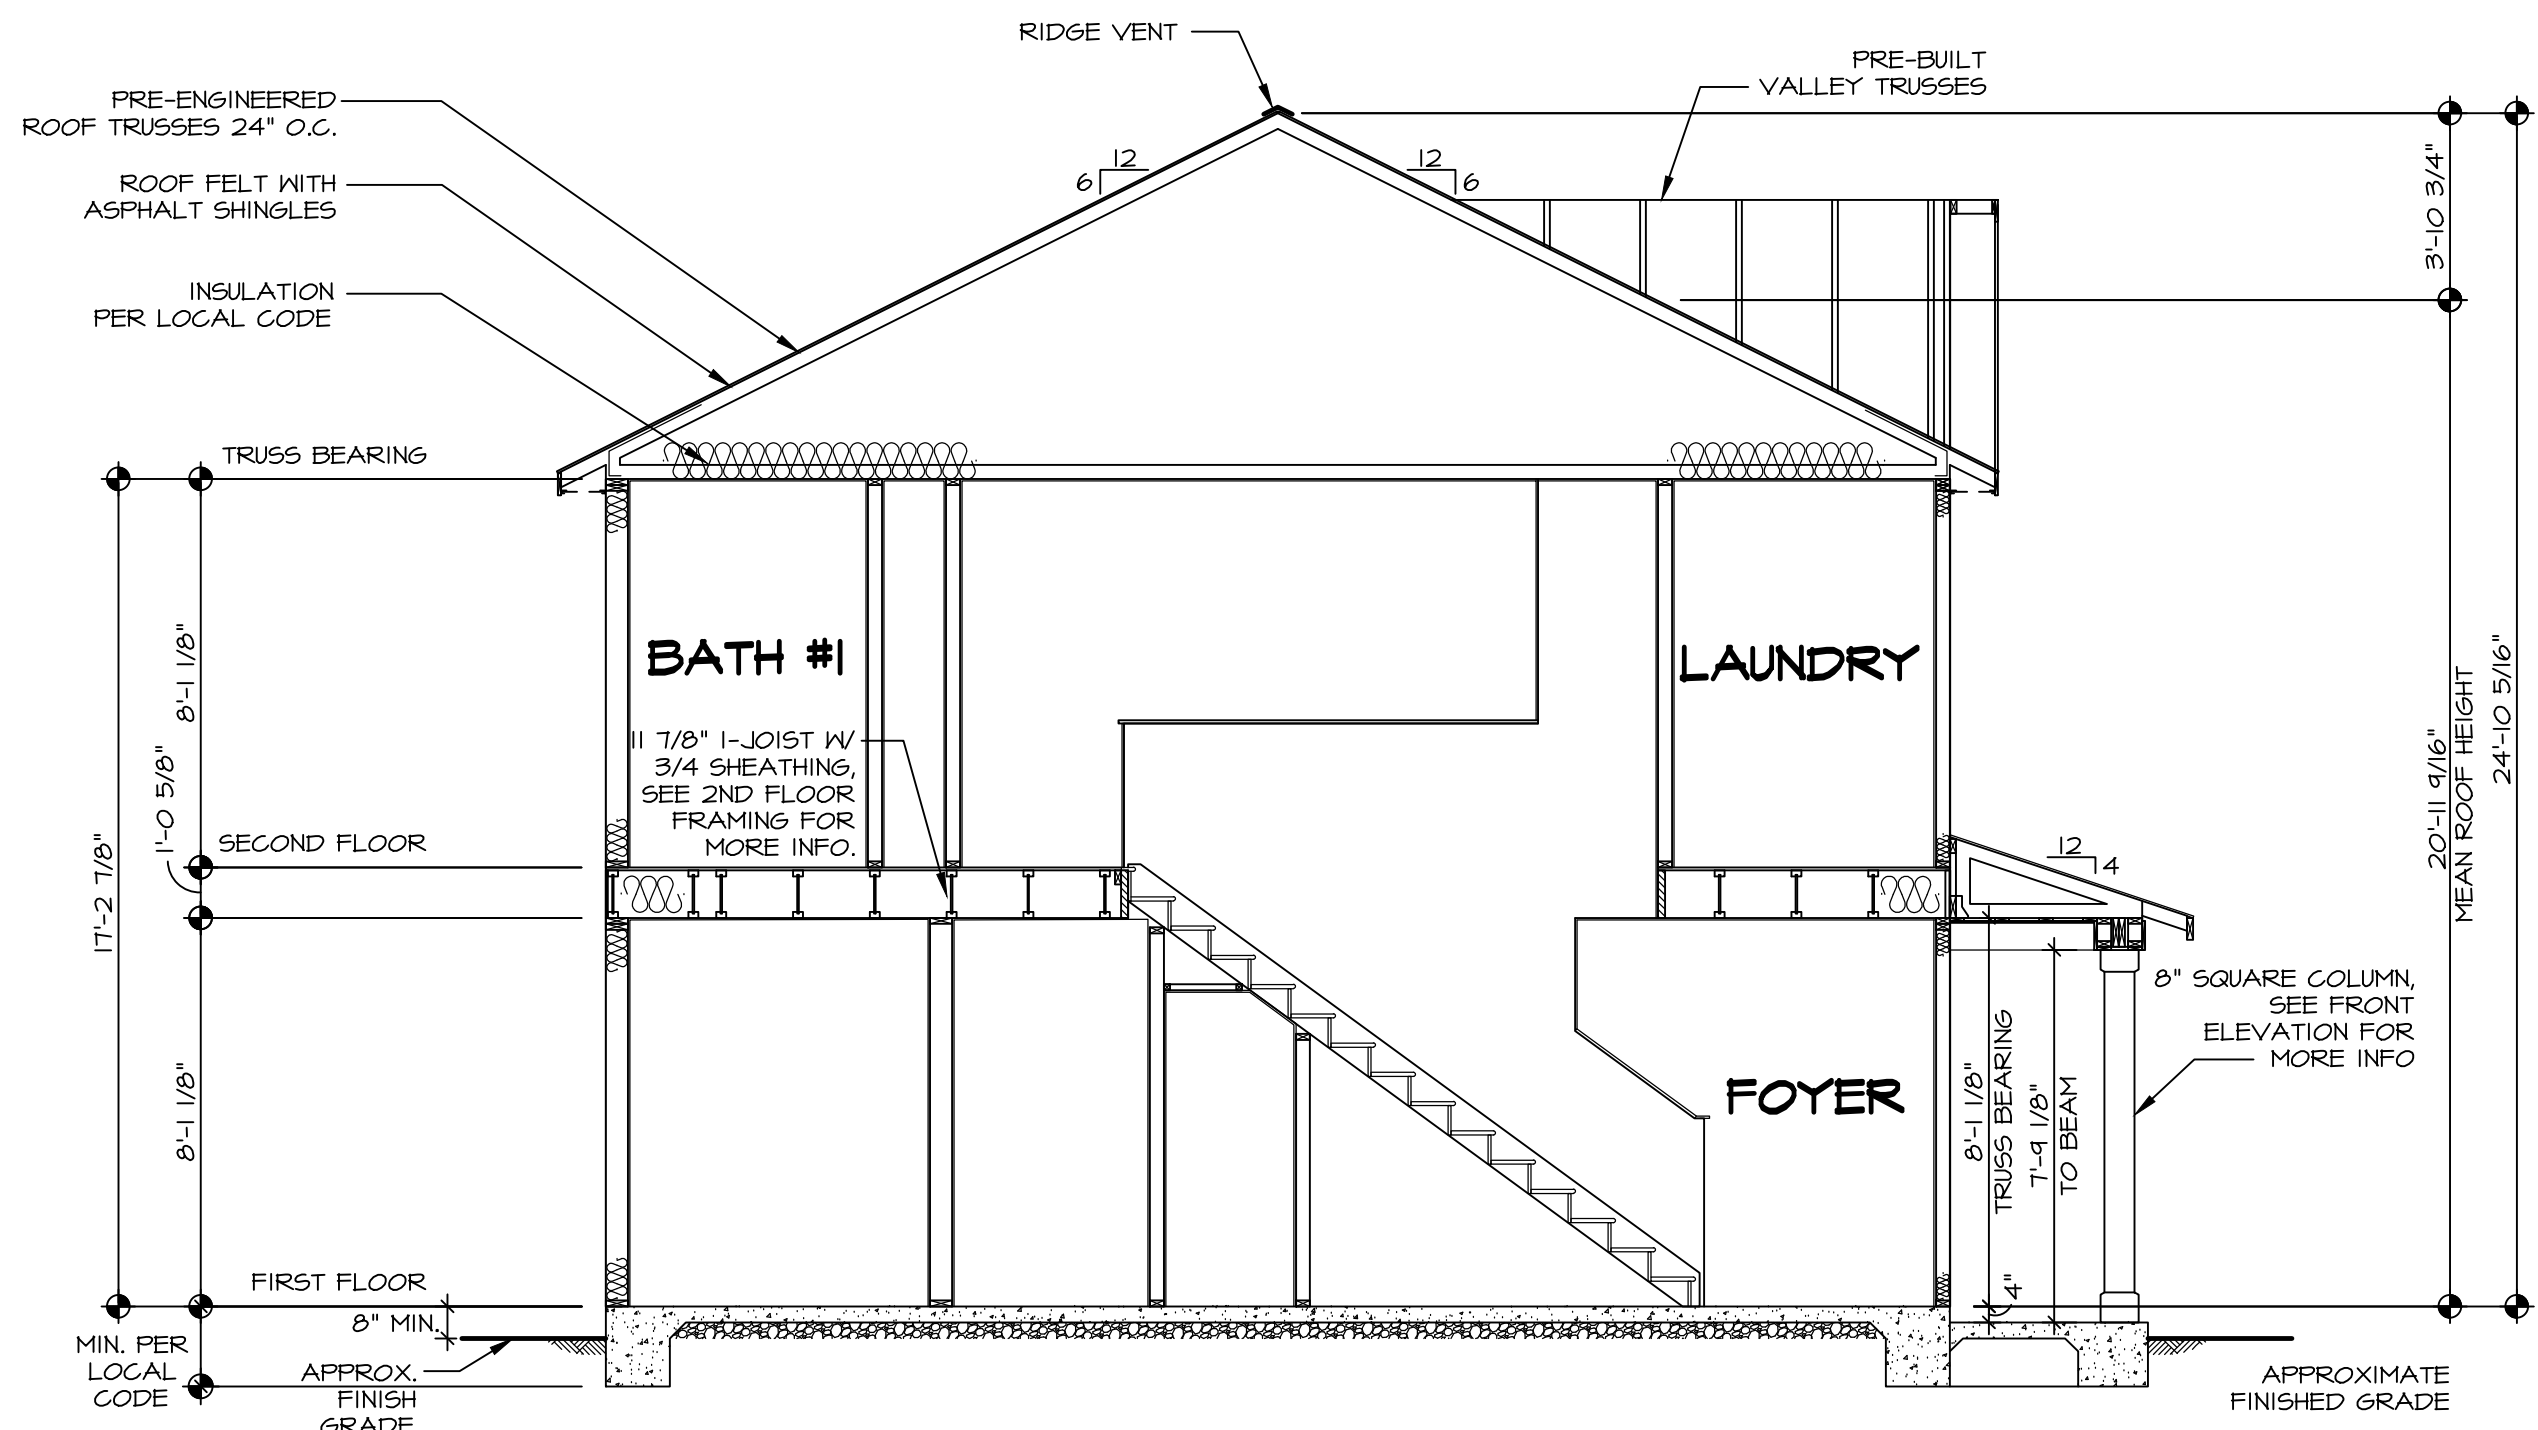 RIDGE VENT
PRE-BUILT
VALLEY TRUSSES
PRE-ENGINEERED
ROOF TRUSSES 24" O.C.
ROOF FELT WITH
ASPHALT SHINGLES
INSULATION
PER LOCAL CODE
12
6
12
6
3'-10 3/4"
TRUSS BEARING
8'-1 1/8"
1'-0 5/8"
17'-2 7/8"
SECOND FLOOR
8'-1 1/8"
FIRST FLOOR
8" MIN.
MIN. PER
LOCAL
CODE
APPROX.
FINISH
GRADE
BATH #1
LAUNDRY
11 7/8" I-JOIST W/
3/4 SHEATHING,
SEE 2ND FLOOR
FRAMING FOR
MORE INFO.
FOYER
12
4
8" SQUARE COLUMN,
SEE FRONT
ELEVATION FOR
MORE INFO
8'-1 1/8"
TRUSS BEARING
7'-9 1/8"
TO BEAM
4"
20'-11 9/16"
MEAN ROOF HEIGHT
24'-10 5/16"
APPROXIMATE
FINISHED GRADE